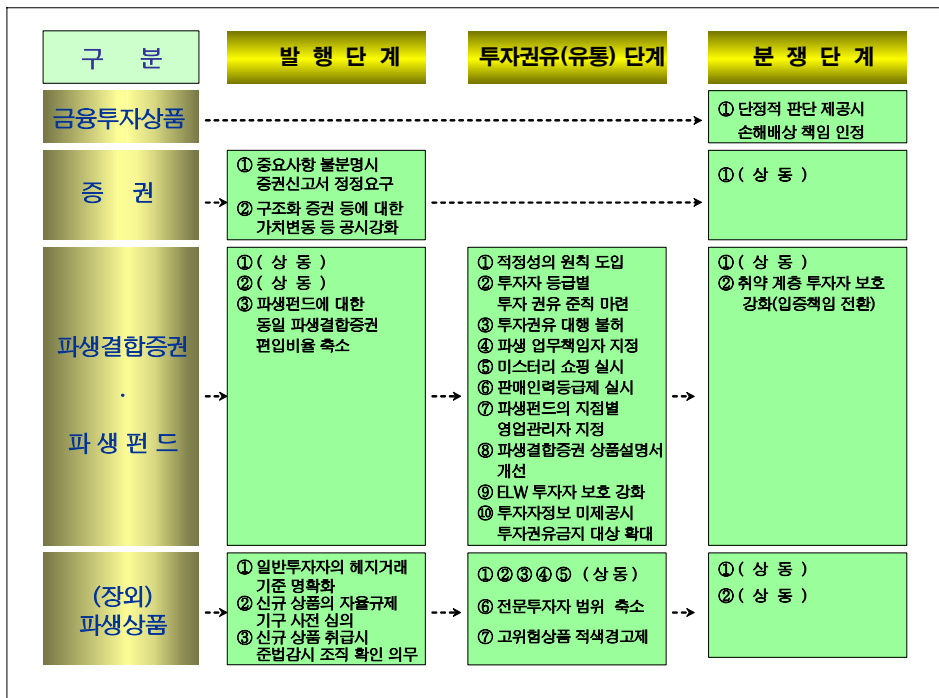 구 분
발 행 단 계
투자권유(유통) 단계
분 쟁 단 계
금융투자상품
① 단정적 판단 제공시
손해배상 책임 인정
증 권
① 중요사항 불분명시
증권신고서 정정요구
② 구조화 증권 등에 대한
가치변동 등 공시강화
① ( 상 동 )
파생결합증권
·
파 생 펀 드
① ( 상 동 )
② ( 상 동 )
③ 파생펀드에 대한
동일 파생결합증권
편입비율 축소
① 적정성의 원칙 도입
② 투자자 등급별
투자 권유 준칙 마련
③ 투자권유 대행 불허
④ 파생 업무책임자 지정
⑤ 미스터리 쇼핑 실시
⑥ 판매인력등급제 실시
⑦ 파생펀드의 지점별
영업관리자 지정
⑧ 파생결합증권 상품설명서
개선
⑨ ELW 투자자 보호 강화
⑩ 투자자정보 미제공시
투자권유금지 대상 확대
① ( 상 동 )
② 취약 계층 투자자 보호
강화(입증책임 전환)
(장외)
파생상품
① 일반투자자의 헤지거래
기준 명확화
② 신규 상품의 자율규제
기구 사전 심의
③ 신규 상품 취급시
준법감시 조직 확인 의무
① ② ③ ④ ⑤ ( 상 동 )
⑥ 전문투자자 범위 축소
⑦ 고위험상품 적색경고제
① ( 상 동 )
② ( 상 동 )